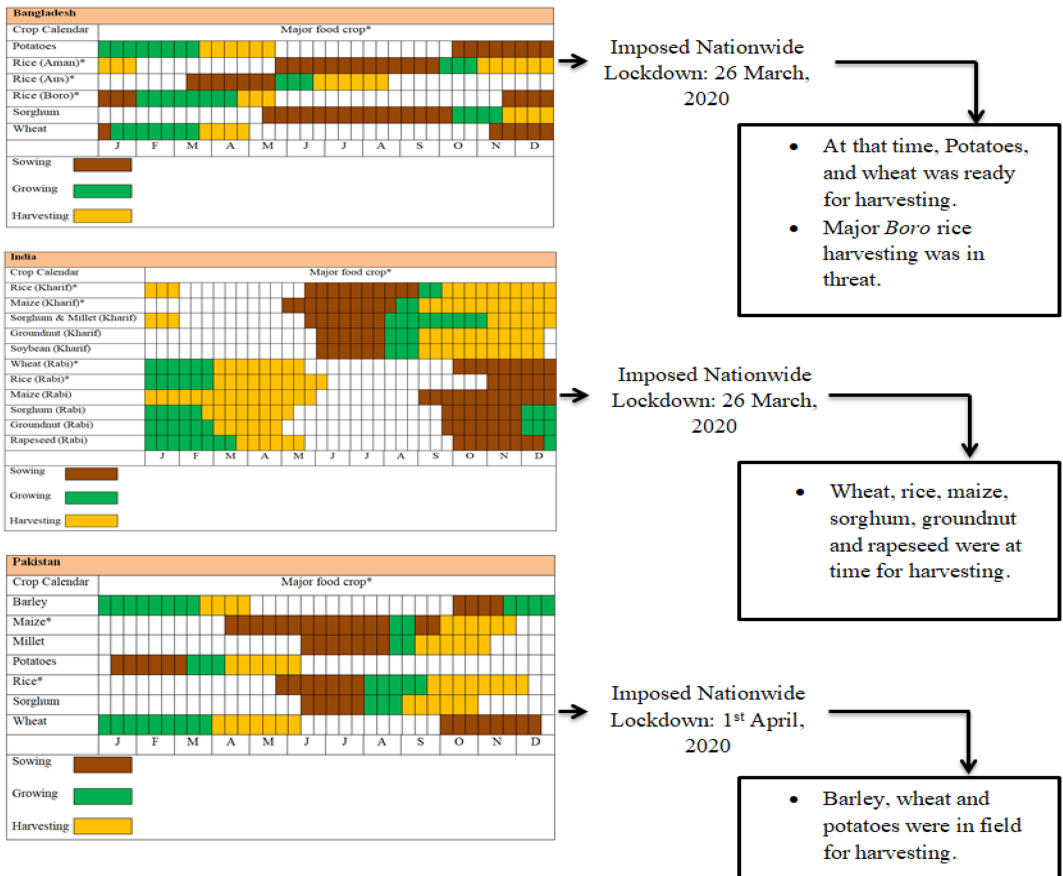 Bangladesh
Crop Calendar Major food crop*
Potatoes
Rice (Aman)*
Rice (Aus)*
Rice (Boro)*
Sorghum
Wheat
J F M A M J J A S O N D
Sowing
Growing
Harvesting
Imposed Nationwide
Lockdown: 26 March,
2020
• At that time, Potatoes,
and wheat was ready
for harvesting.
• Major Boro rice
harvesting was in
threat.
India
Crop Calendar Major food crop*
Rice (Kharif)*
Maize (Kharif)*
Sorghum & Millet (Kharif)
Groundnut (Kharif)
Soybean (Kharif)
Wheat (Rabi)*
Rice (Rabi)*
Maize (Rabi)
Sorghum (Rabi)
Groundnut (Rabi)
Rapeseed (Rabi)
J F M A M J J A S O N D
Sowing
Growing
Harvesting
Imposed Nationwide
Lockdown: 26 March,
2020
• Wheat, rice, maize,
sorghum, groundnut
and rapeseed were at
time for harvesting.
Pakistan
Crop Calendar Major food crop*
Barley
Maize*
Millet
Potatoes
Rice*
Sorghum
Wheat
J F M A M J J A S O N D
Sowing
Growing
Harvesting
Imposed Nationwide
Lockdown: 1st April,
2020
• Barley, wheat and
potatoes were in field
for harvesting.